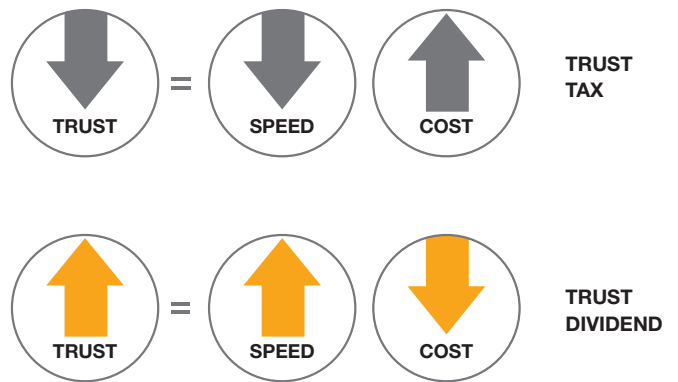 TRUST = SPEED COST
TRUST
TAX
TRUST = SPEED COST
TRUST
DIVIDEND